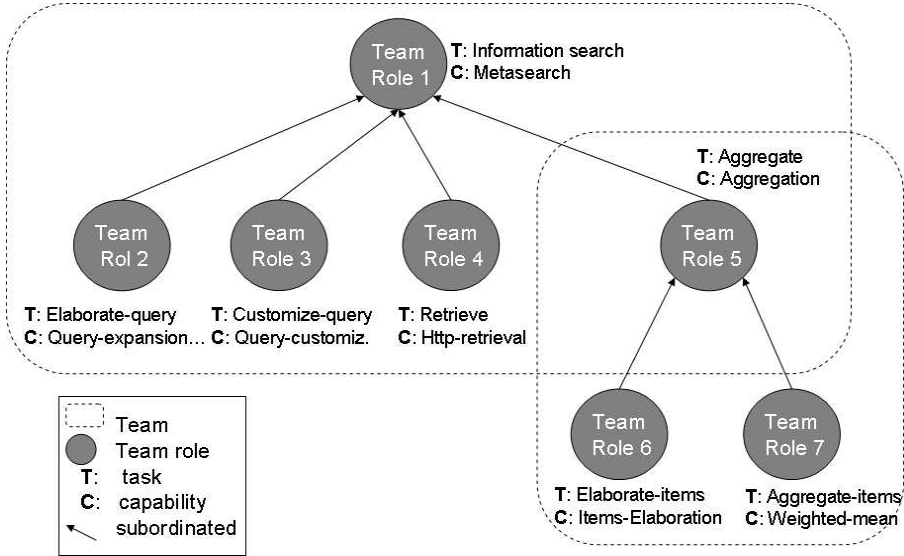 Team
Role 1
T: Information search
C: Metasearch
T: Aggregate
C: Aggregation
Team
Rol 2
Team
Role 3
Team
Role 4
Team
Role 5
T: Elaborate-query
C: Query-expansion...
T: Customize-query
C: Query-customiz.
T: Retrieve
C: Http-retrieval
Team
Role 6
Team
Role 7
T: Elaborate-items
C: Items-Elaboration
T: Aggregate-items
C: Weighted-mean
Team
Team role
T: task
C: capability
subordinated